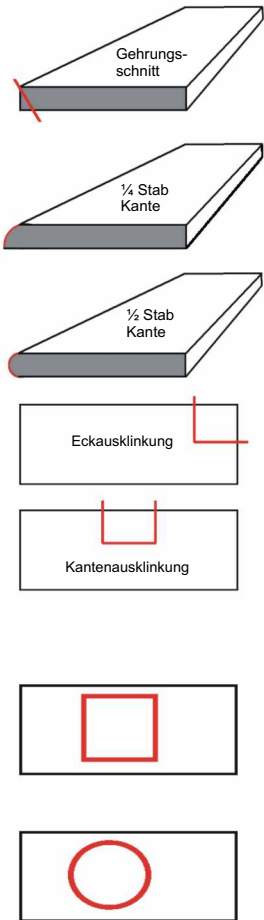 Gehrungs-
schnitt
¼ Stab
Kante
½ Stab
Kante
Eckausklinkung
Kantenausklinkung